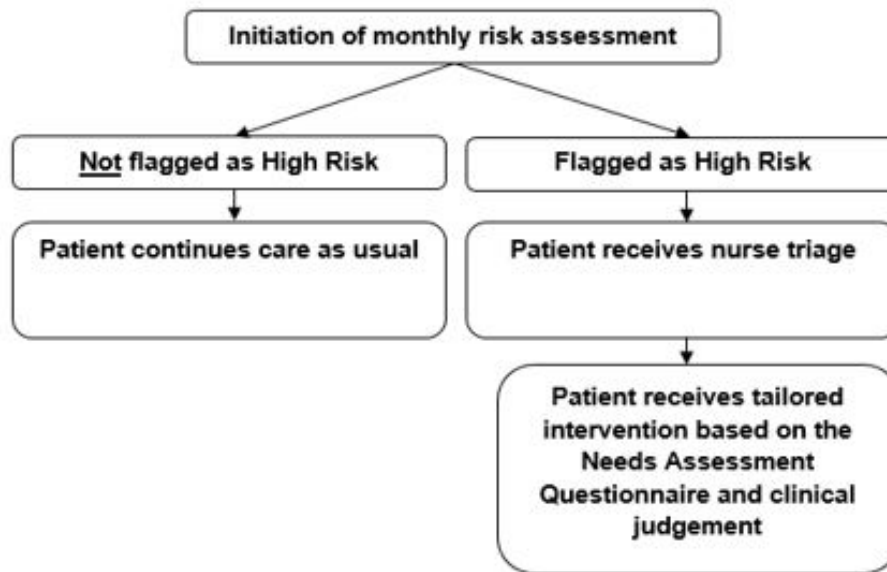 Initiation of monthly risk assessment
Not flagged as High Risk
Flagged as High Risk
Patient continues care as usual
Patient receives nurse triage
Patient receives tailored
intervention based on the
Needs Assessment
Questionnaire and clinical
judgement